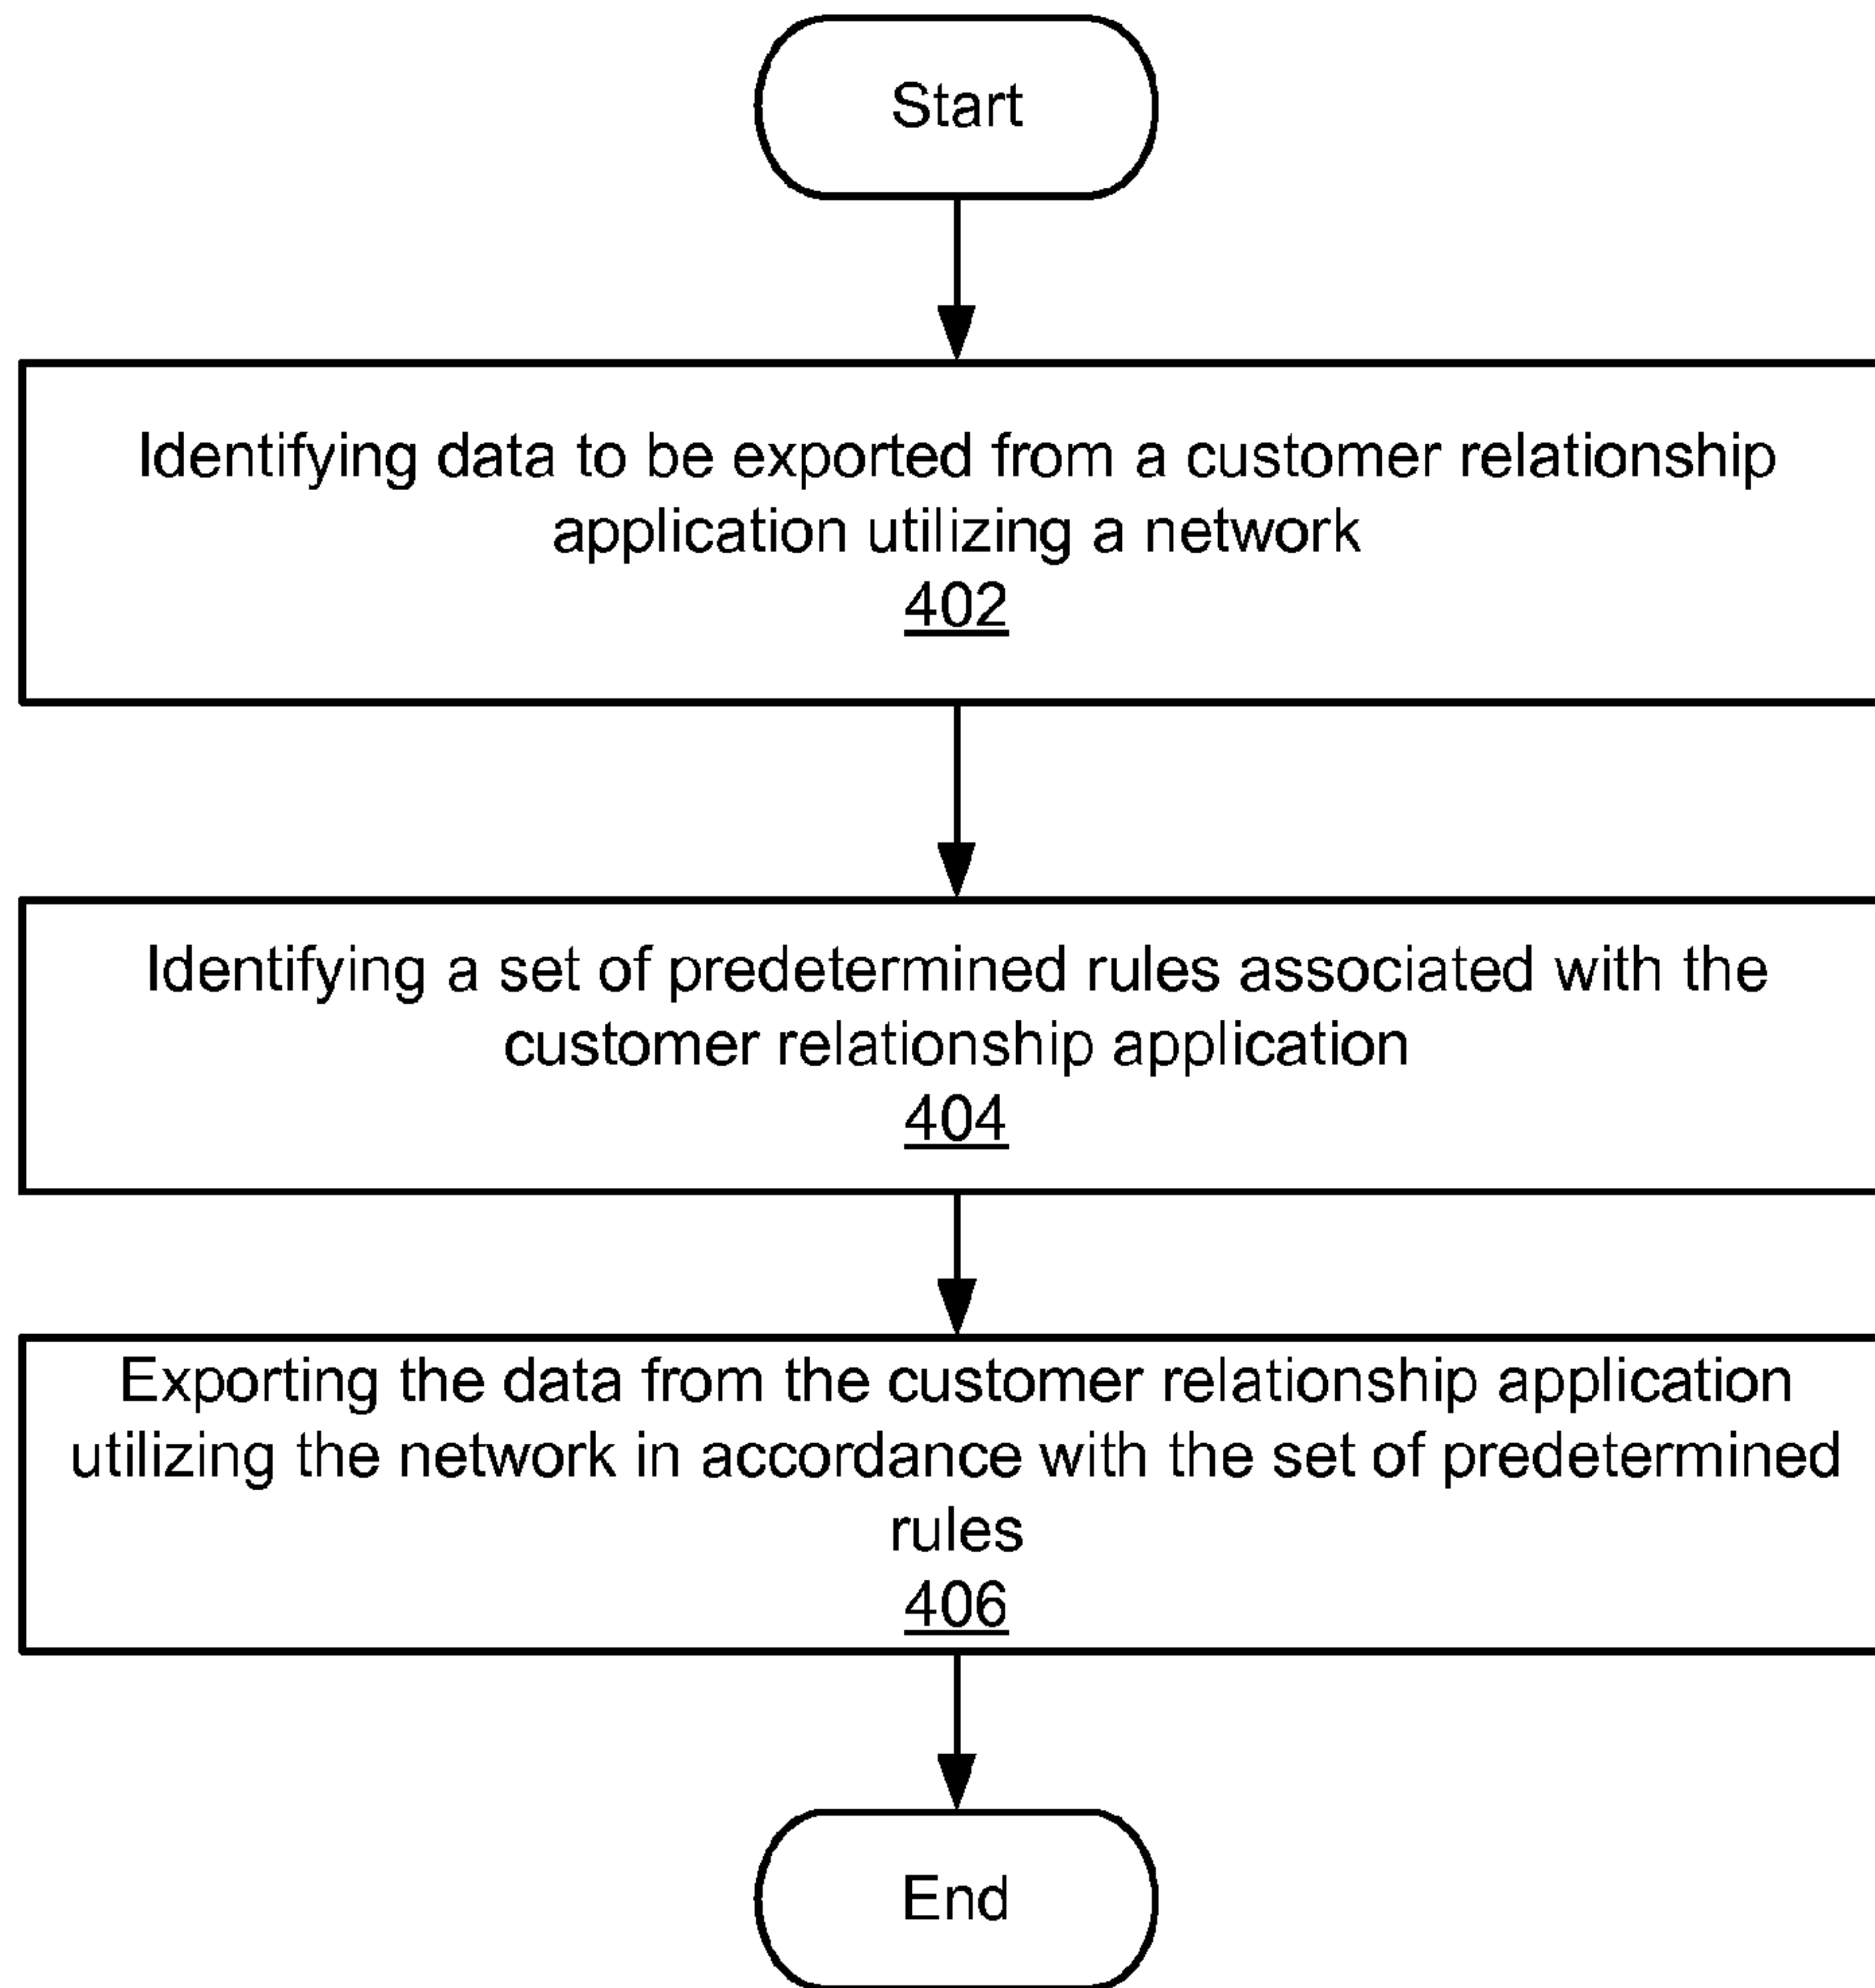 Start
Identifying data to be exported from a customer relationship
application utilizing a network
402
Identifying a set of predetermined rules associated with the
customer relationship application
404
Exporting the data from the customer relationship application
utilizing the network in accordance with the set of predetermined
rules
406
End